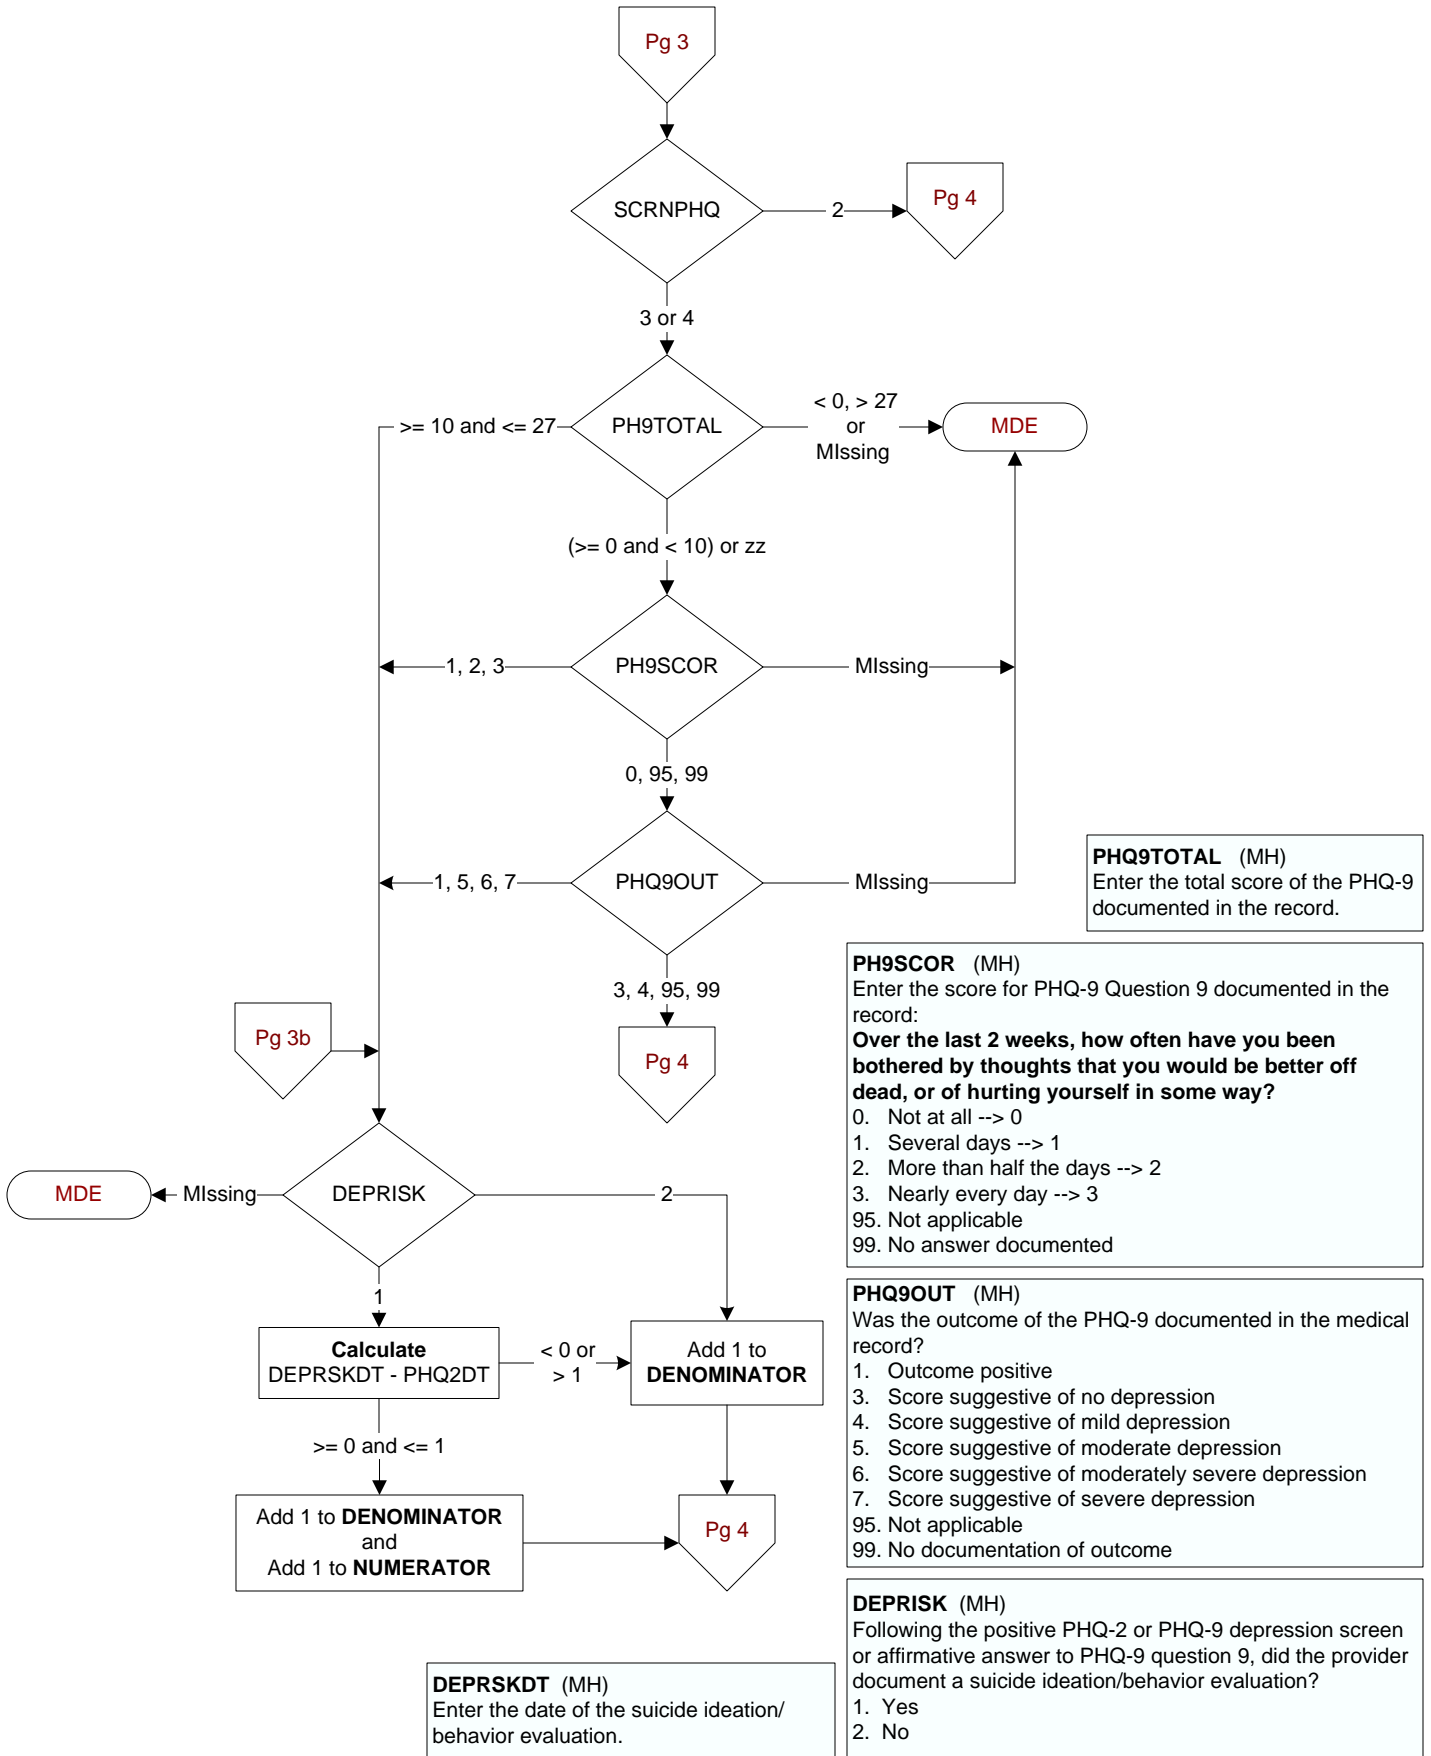 Pg 3
SCRNPHQ
2
Pg 4
3 or 4
>= 10 and <= 27
PH9TOTAL
< 0, > 27
or
MIssing
MDE
(>= 0 and < 10) or zz
1, 2, 3
PH9SCOR
MIssing
0, 95, 99
1, 5, 6, 7
PHQ9OUT
MIssing
3, 4, 95, 99
Pg 4
Pg 3b
MDE
MIssing
DEPRISK
2
1
Calculate
DEPRSKDT - PHQ2DT
< 0 or
> 1
Add 1 to
DENOMINATOR
>= 0 and <= 1
Add 1 to DENOMINATOR
and
Add 1 to NUMERATOR
Pg 4
PHQ9TOTAL (MH)
Enter the total score of the PHQ-9
documented in the record.
PH9SCOR (MH)
Enter the score for PHQ-9 Question 9 documented in the
record:
Over the last 2 weeks, how often have you been
bothered by thoughts that you would be better off
dead, or of hurting yourself in some way?
0. Not at all --> 0
1. Several days --> 1
2. More than half the days --> 2
3. Nearly every day --> 3
95. Not applicable
99. No answer documented
PHQ9OUT (MH)
Was the outcome of the PHQ-9 documented in the medical
record?
1. Outcome positive
3. Score suggestive of no depression
4. Score suggestive of mild depression
5. Score suggestive of moderate depression
6. Score suggestive of moderately severe depression
7. Score suggestive of severe depression
95. Not applicable
99. No documentation of outcome
DEPRISK (MH)
Following the positive PHQ-2 or PHQ-9 depression screen
or affirmative answer to PHQ-9 question 9, did the provider
document a suicide ideation/behavior evaluation?
1. Yes
2. No
DEPRSKDT (MH)
Enter the date of the suicide ideation/
behavior evaluation.